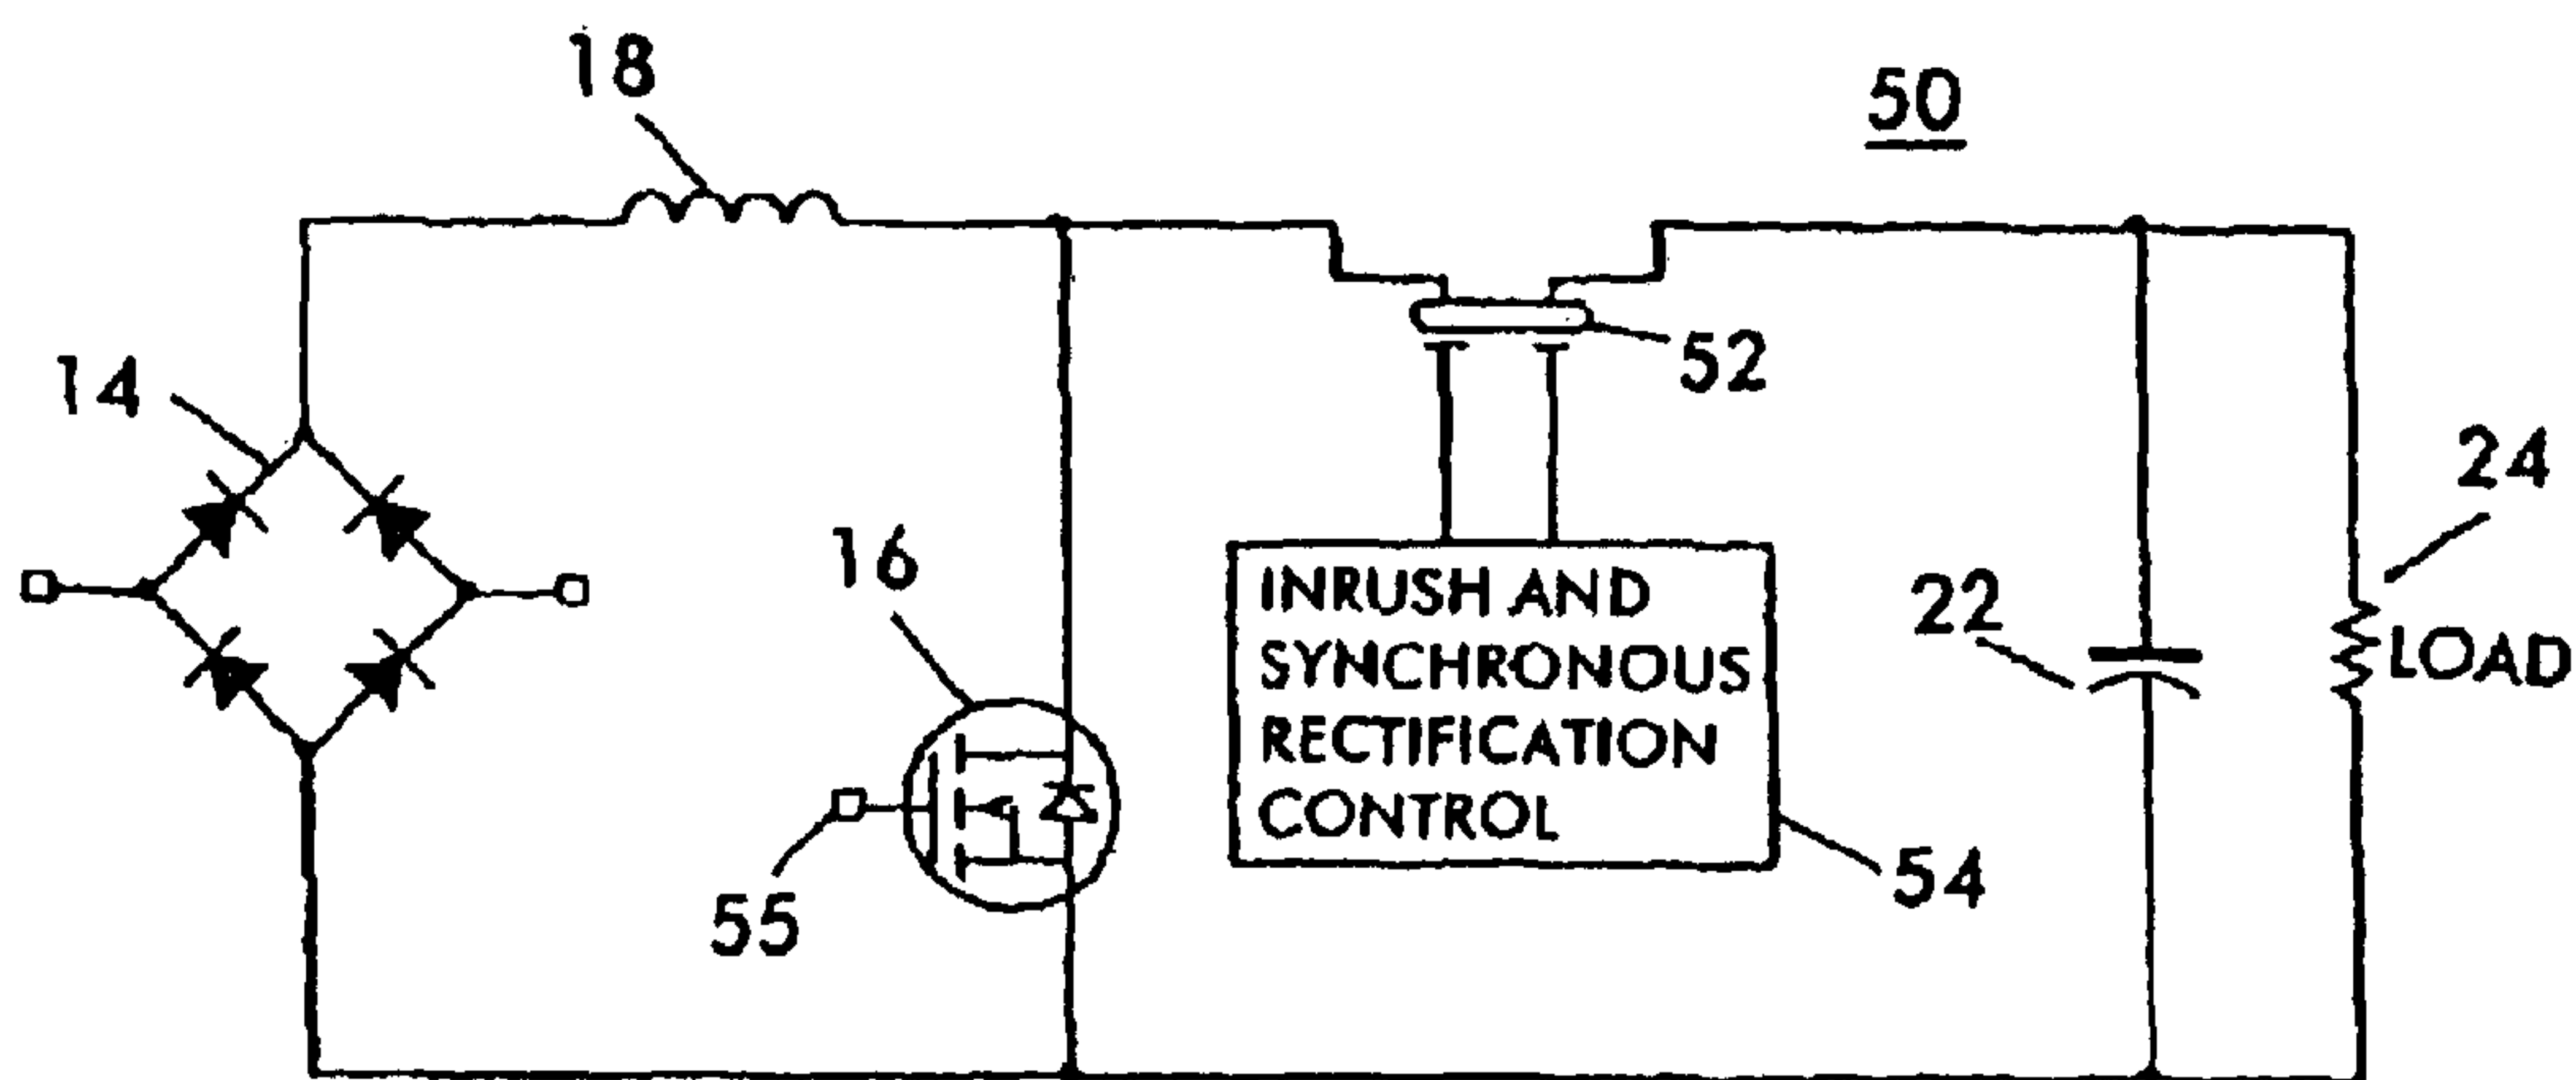 18
50
14
52
24
16
INRUSH AND
SYNCHRONOUS
RECTIFICATION
CONTROL
22
LOAD
55
54